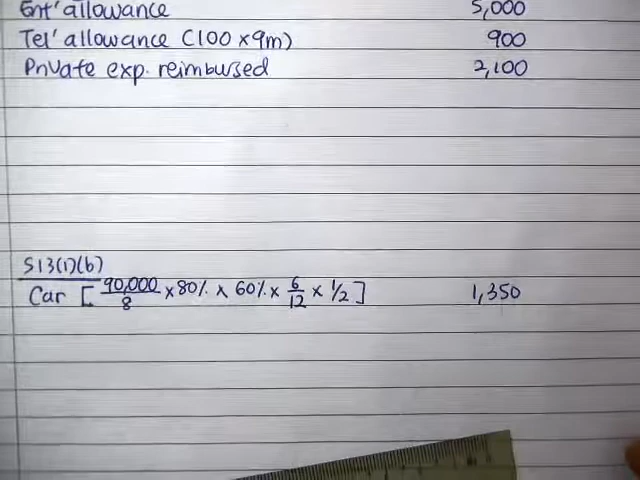 Ent' allowance 5,000
Tel' allowance (100 x 9m) 900
Private exp. reimbursed 2,100
S13(1)(b)
Car [ 90,000/8 x 80% x 60% x 6/12 x 1/2 ] 1,350